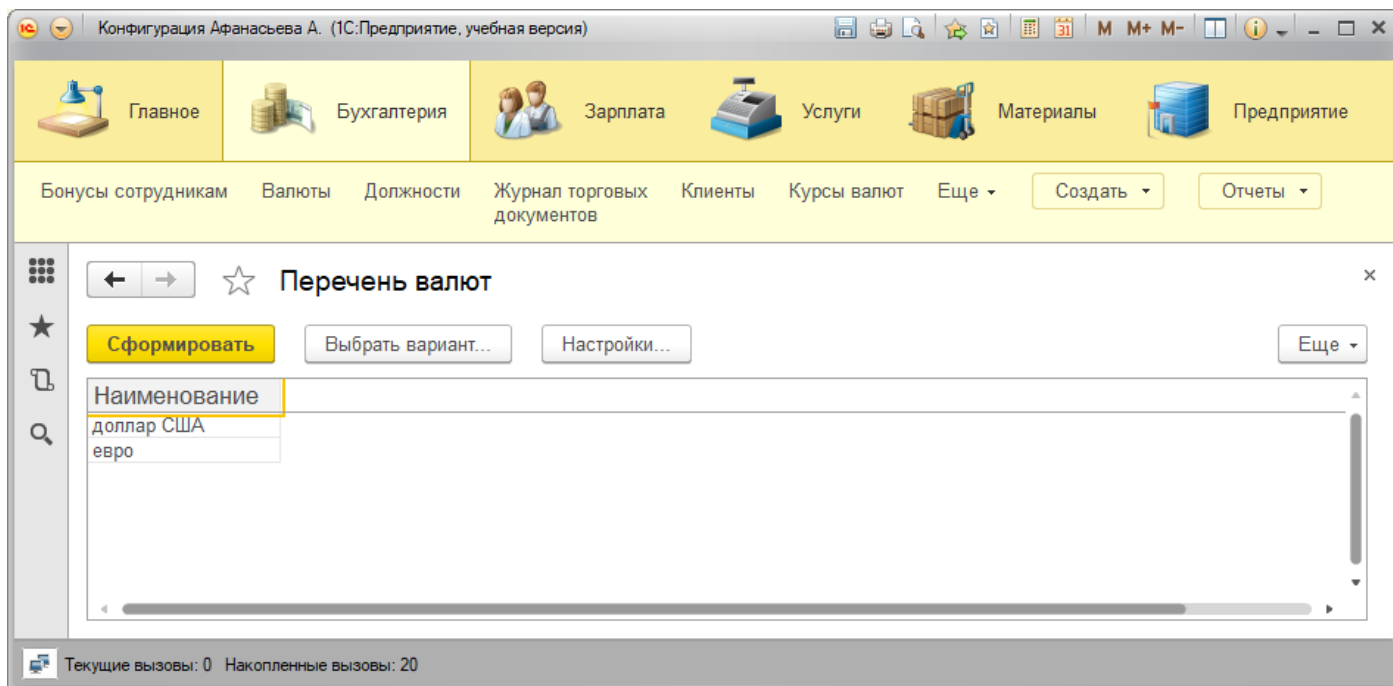 Конфигурация Афанасьева А. (1С:Предприятие, учебная версия)
31 M M+ M-
Главное Бухгалтерия Зарплата Услуги Материалы Предприятие
Бонусы сотрудникам Валюты Должности Журнал торговых документов Клиенты Курсы валют Еще Создать Отчеты
Перечень валют
Сформировать Выбрать вариант... Настройки... Еще
Наименование
доллар США
евро
Текущие вызовы: 0 Накопленные вызовы: 20